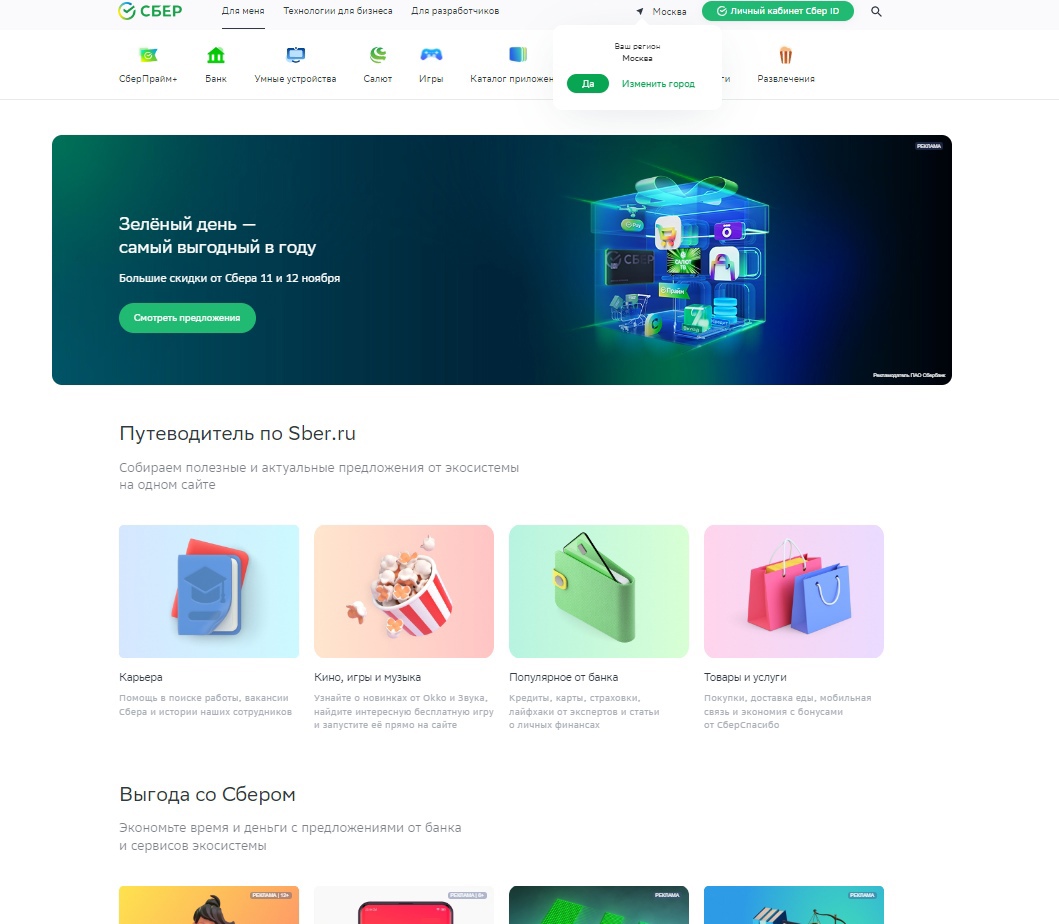 СБЕР
Для меня
Технологии для бизнеса
Для разработчиков
Москва
Личный кабинет Сбер ID
СберПрайм+
Банк
Умные устройства
Салют
Игры
Каталог приложен
ти
Развлечения
Ваш регион
Москва
Да
Изменить город
РЕКЛАМА
Зелёный день —
самый выгодный в году
Большие скидки от Сбера 11 и 12 ноября
Смотреть предложения
Pay
СБЕР
САЛЮТ
ТВ
Прайм
Рекламодатель ПАО Сбербанк
Путеводитель по Sber.ru
Собираем полезные и актуальные предложения от экосистемы
на одном сайте
Карьера
Помощь в поиске работы, вакансии
Сбера и истории наших сотрудников
Кино, игры и музыка
Узнайте о новинках от Okko и Звука,
найдите интересную бесплатную игру
и запустите её прямо на сайте
Популярное от банка
Кредиты, карты, страховки,
лайфхаки от экспертов и статьи
о личных финансах
Товары и услуги
Покупки, доставка еды, мобильная
связь и экономия с бонусами
от СберСпасибо
Выгода со Сбером
Экономьте время и деньги с предложениями от банка
и сервисов экосистемы
РЕКЛАМА | 12+
РЕКЛАМА | 6+
РЕКЛАМА
РЕКЛАМА